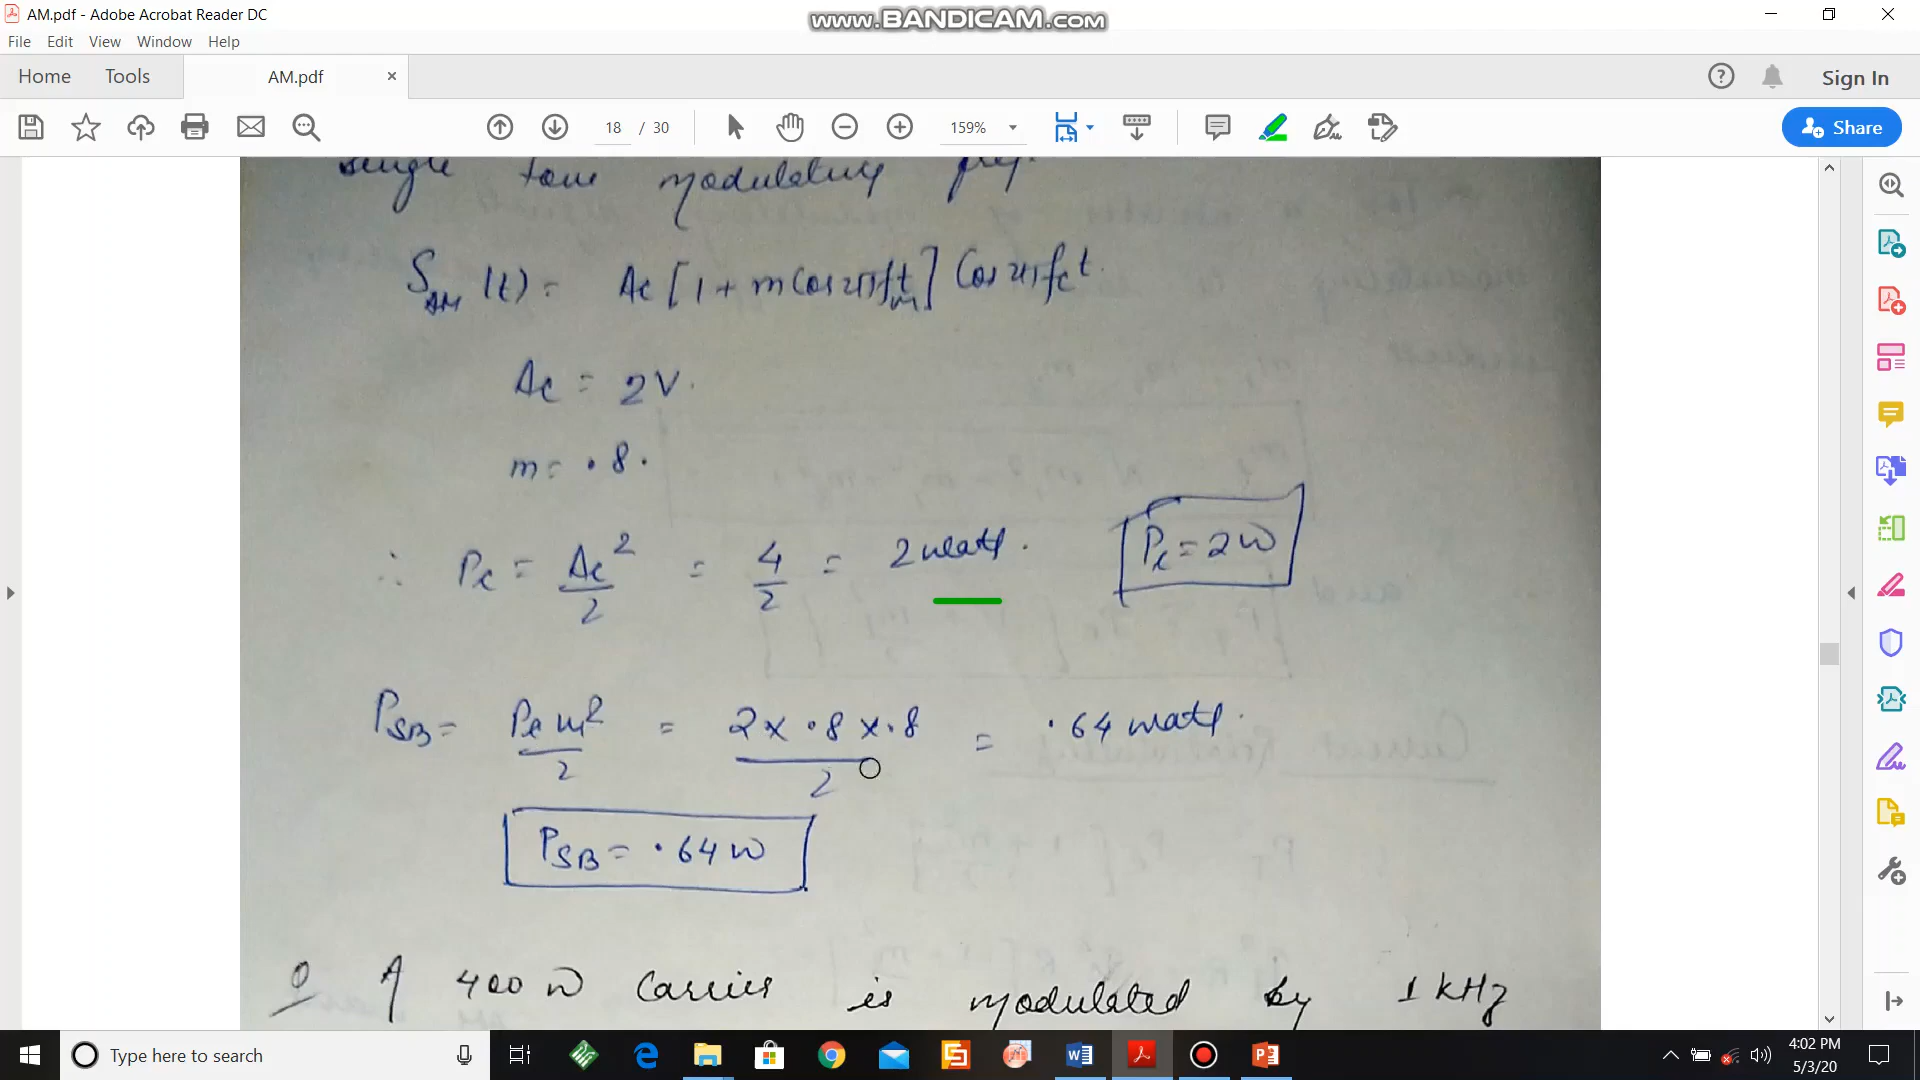 AM.pdf - Adobe Acrobat Reader DC
www.BANDICAM.com
File Edit View Window Help
Home Tools AM.pdf × Sign In
18 / 30 159% Share
single tone modulating freq.
S_AM (t) = Ac [1 + m Cos 2πf_m t] Cos 2πf_c t.
Ac = 2V.
m = .8.
∴ Pc = Ac²/2 = 4/2 = 2 watt. Pc = 2W
P_SB = Pc m²/2 = 2 x .8 x .8/2 = .64 watt.
P_SB = .64 W
Q A 400 W Carrier is modulated by 1 kHz
Type here to search
4:02 PM
5/3/20